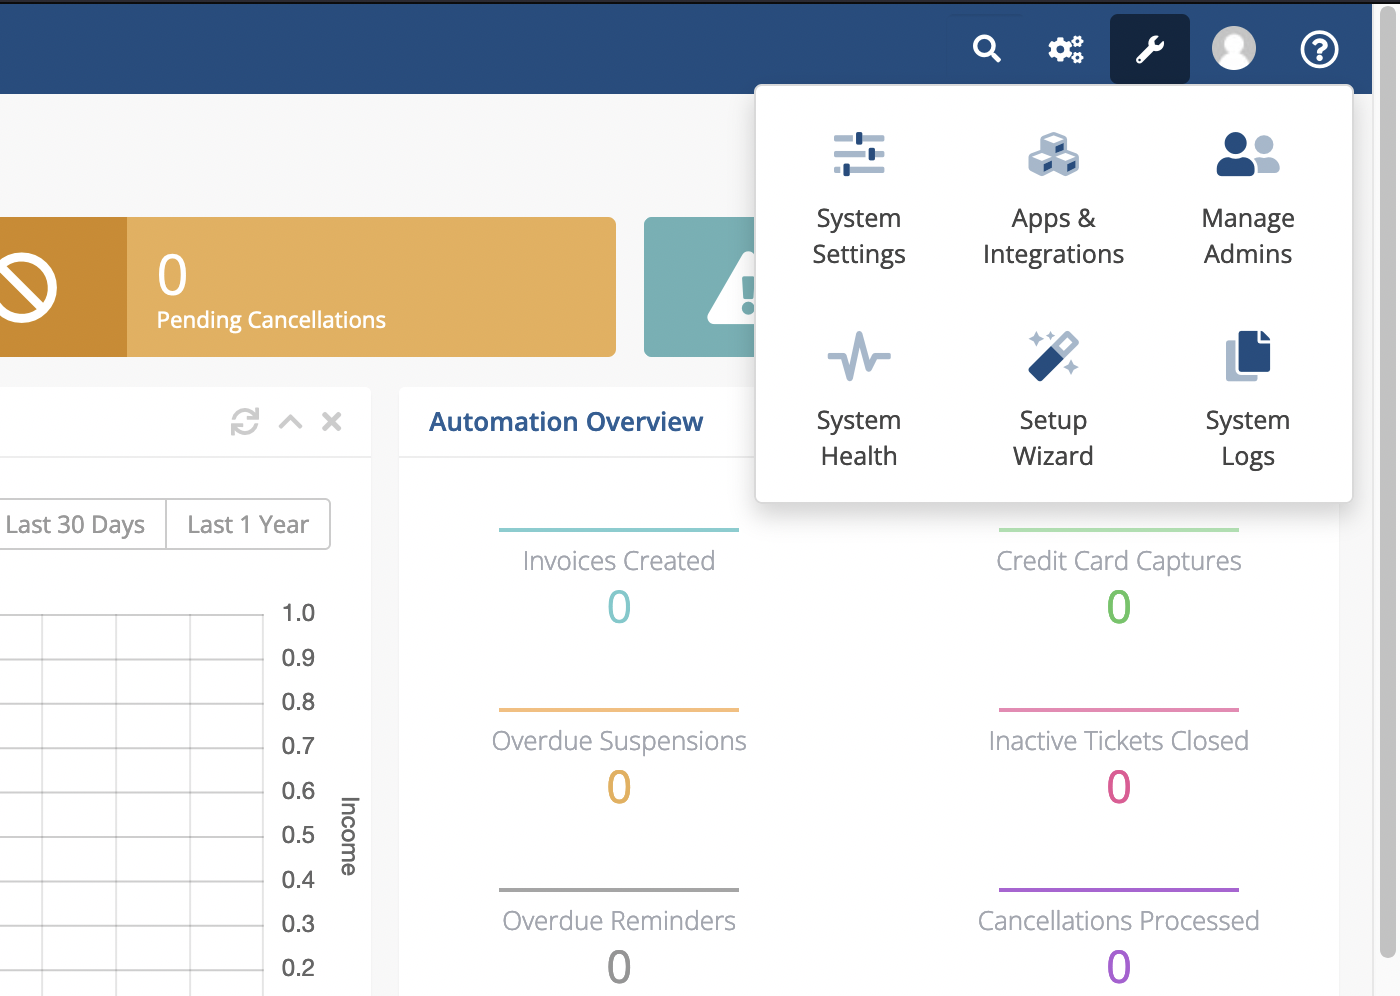 System
Settings
Apps &
Integrations
Manage
Admins
System
Health
Setup
Wizard
System
Logs
0
Pending Cancellations
Automation Overview
Last 30 Days
Last 1 Year
1.0
0.9
0.8
0.7
0.6
0.5
0.4
0.3
0.2
Income
Invoices Created
0
Credit Card Captures
0
Overdue Suspensions
0
Inactive Tickets Closed
0
Overdue Reminders
0
Cancellations Processed
0